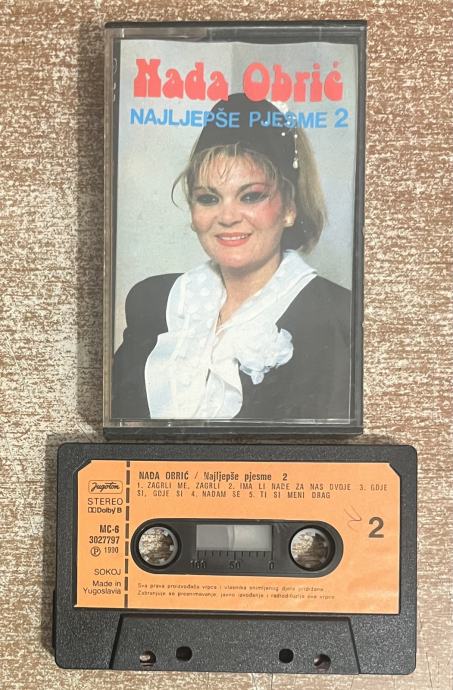 Nada Obrić
NAJLJEPŠE PJESME 2
Jugoton
NADA OBRIĆ / Najljepše pjesme 2
1. ZAGRLI ME, ZAGRLI 2. IMA LI NADE ZA NAS DVOJE 3. GDJE
SI, GDJE SI 4. NADAM SE 5. TI SI MENI DRAG
STEREO
Dolby B
MC-6
3027797
Ⓟ 1990
SOKOJ
Made in
Yugoslavia
2
100 50 0
Sva prava proizvođača vrpce i vlasnika snimljenog djela pridržana.
Zabranjuje se presnimavanje, javno izvođenje i radiodifuzija ove vrpce